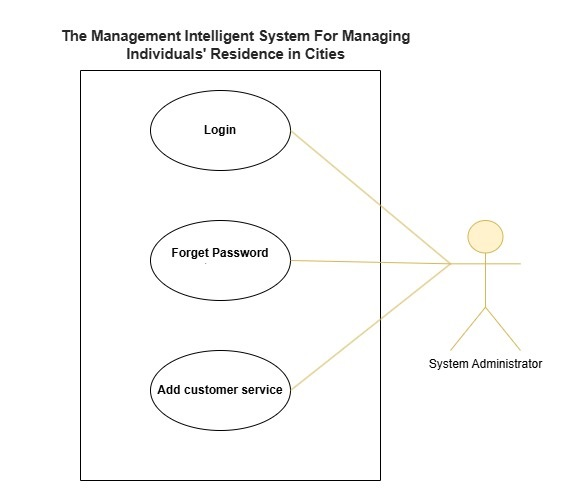 The Management Intelligent System For Managing
Individuals' Residence in Cities
Login
Forget Password
Add customer service
System Administrator